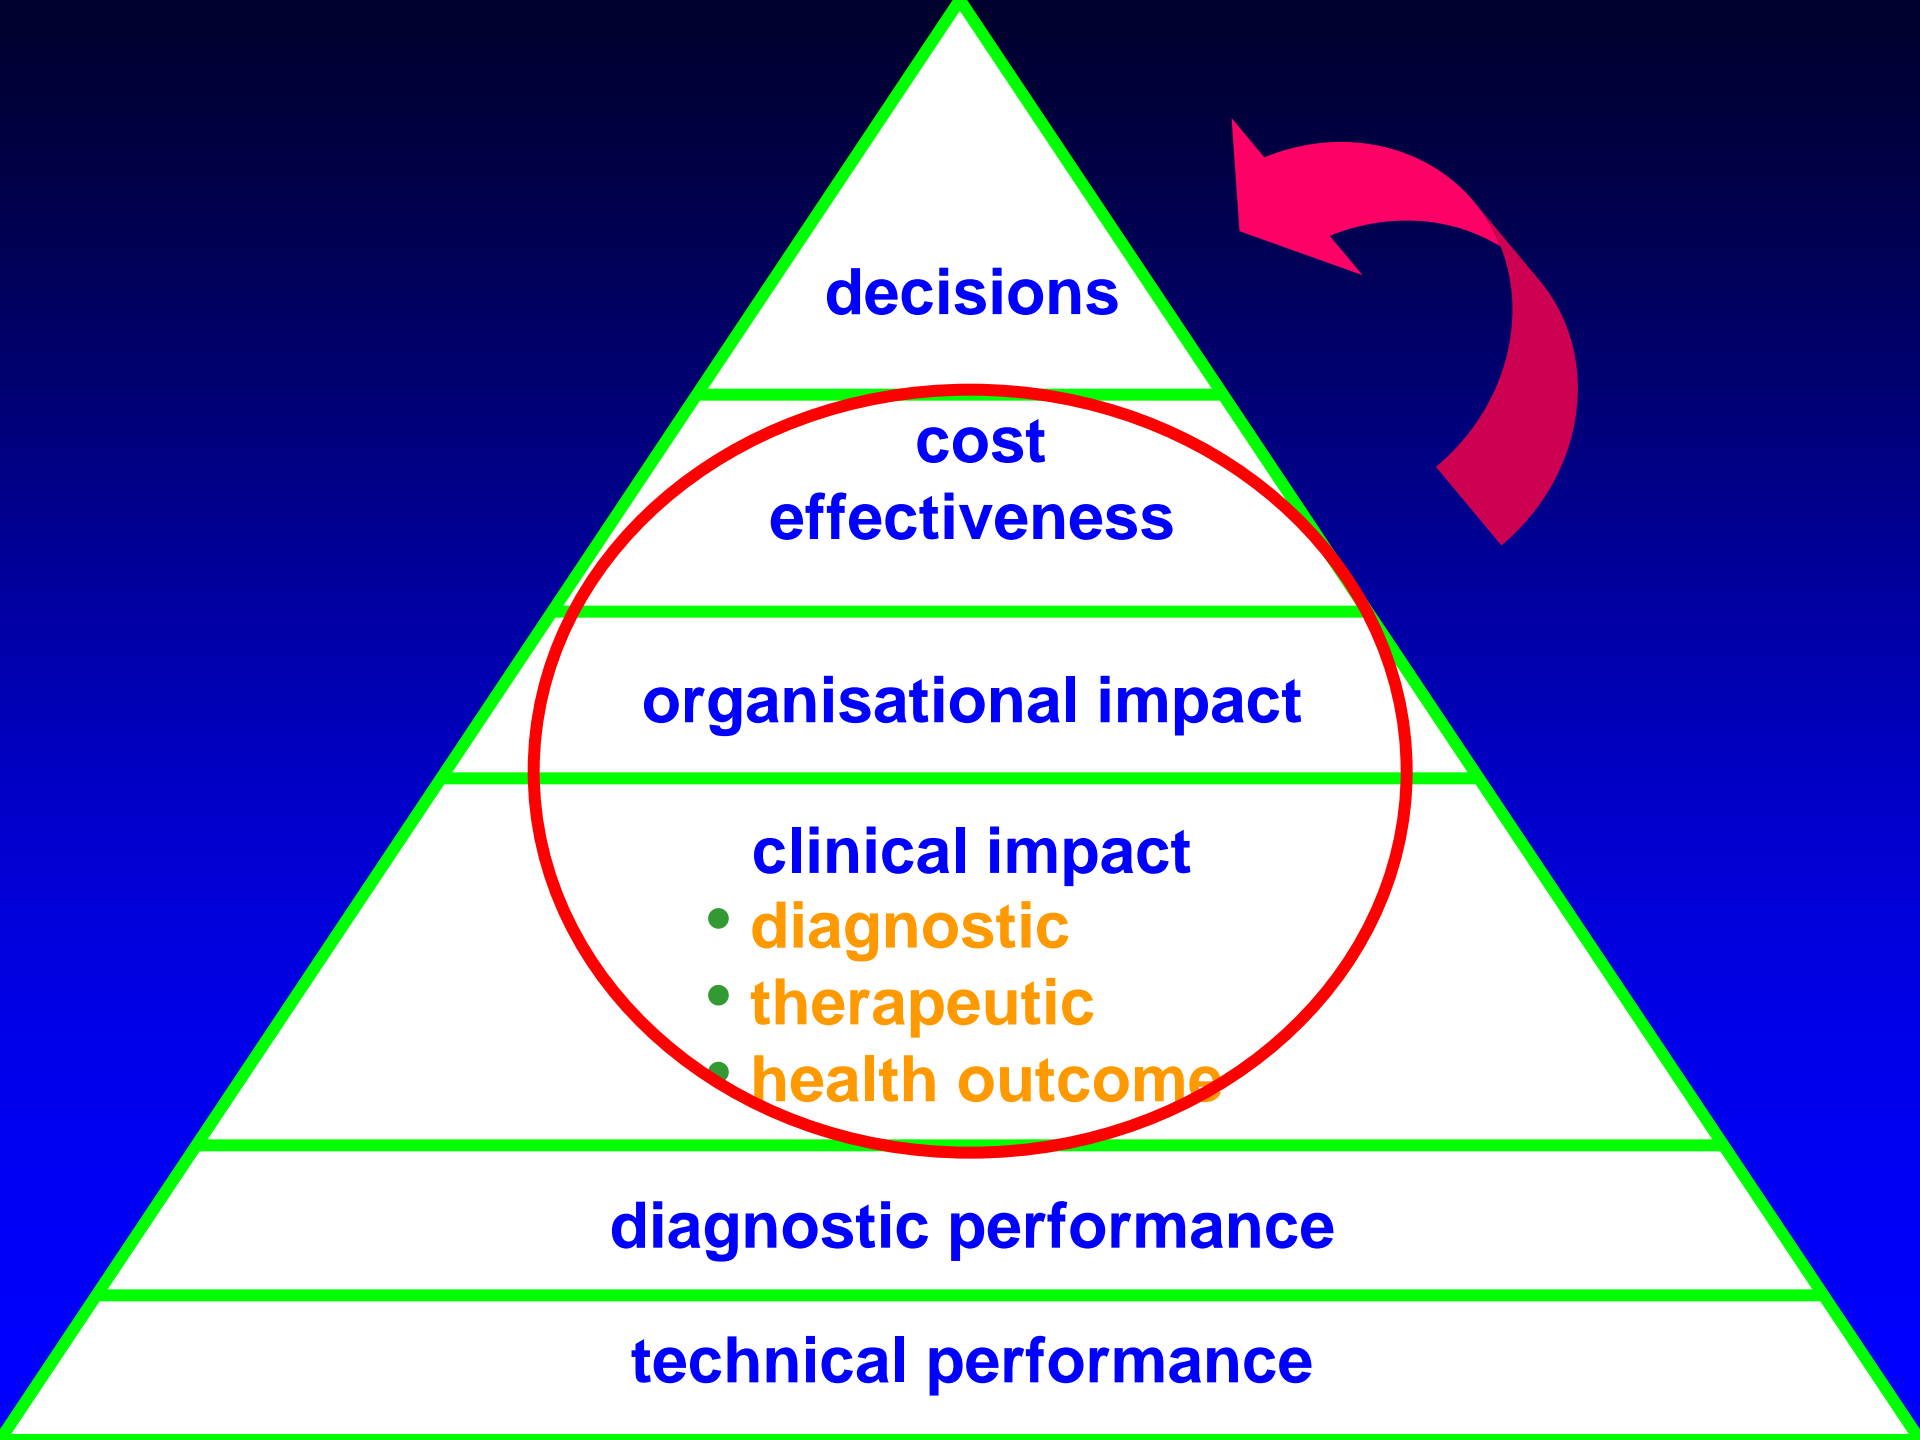 decisions
cost
effectiveness
organisational impact
clinical impact
• diagnostic
• therapeutic
• health outcome
diagnostic performance
technical performance